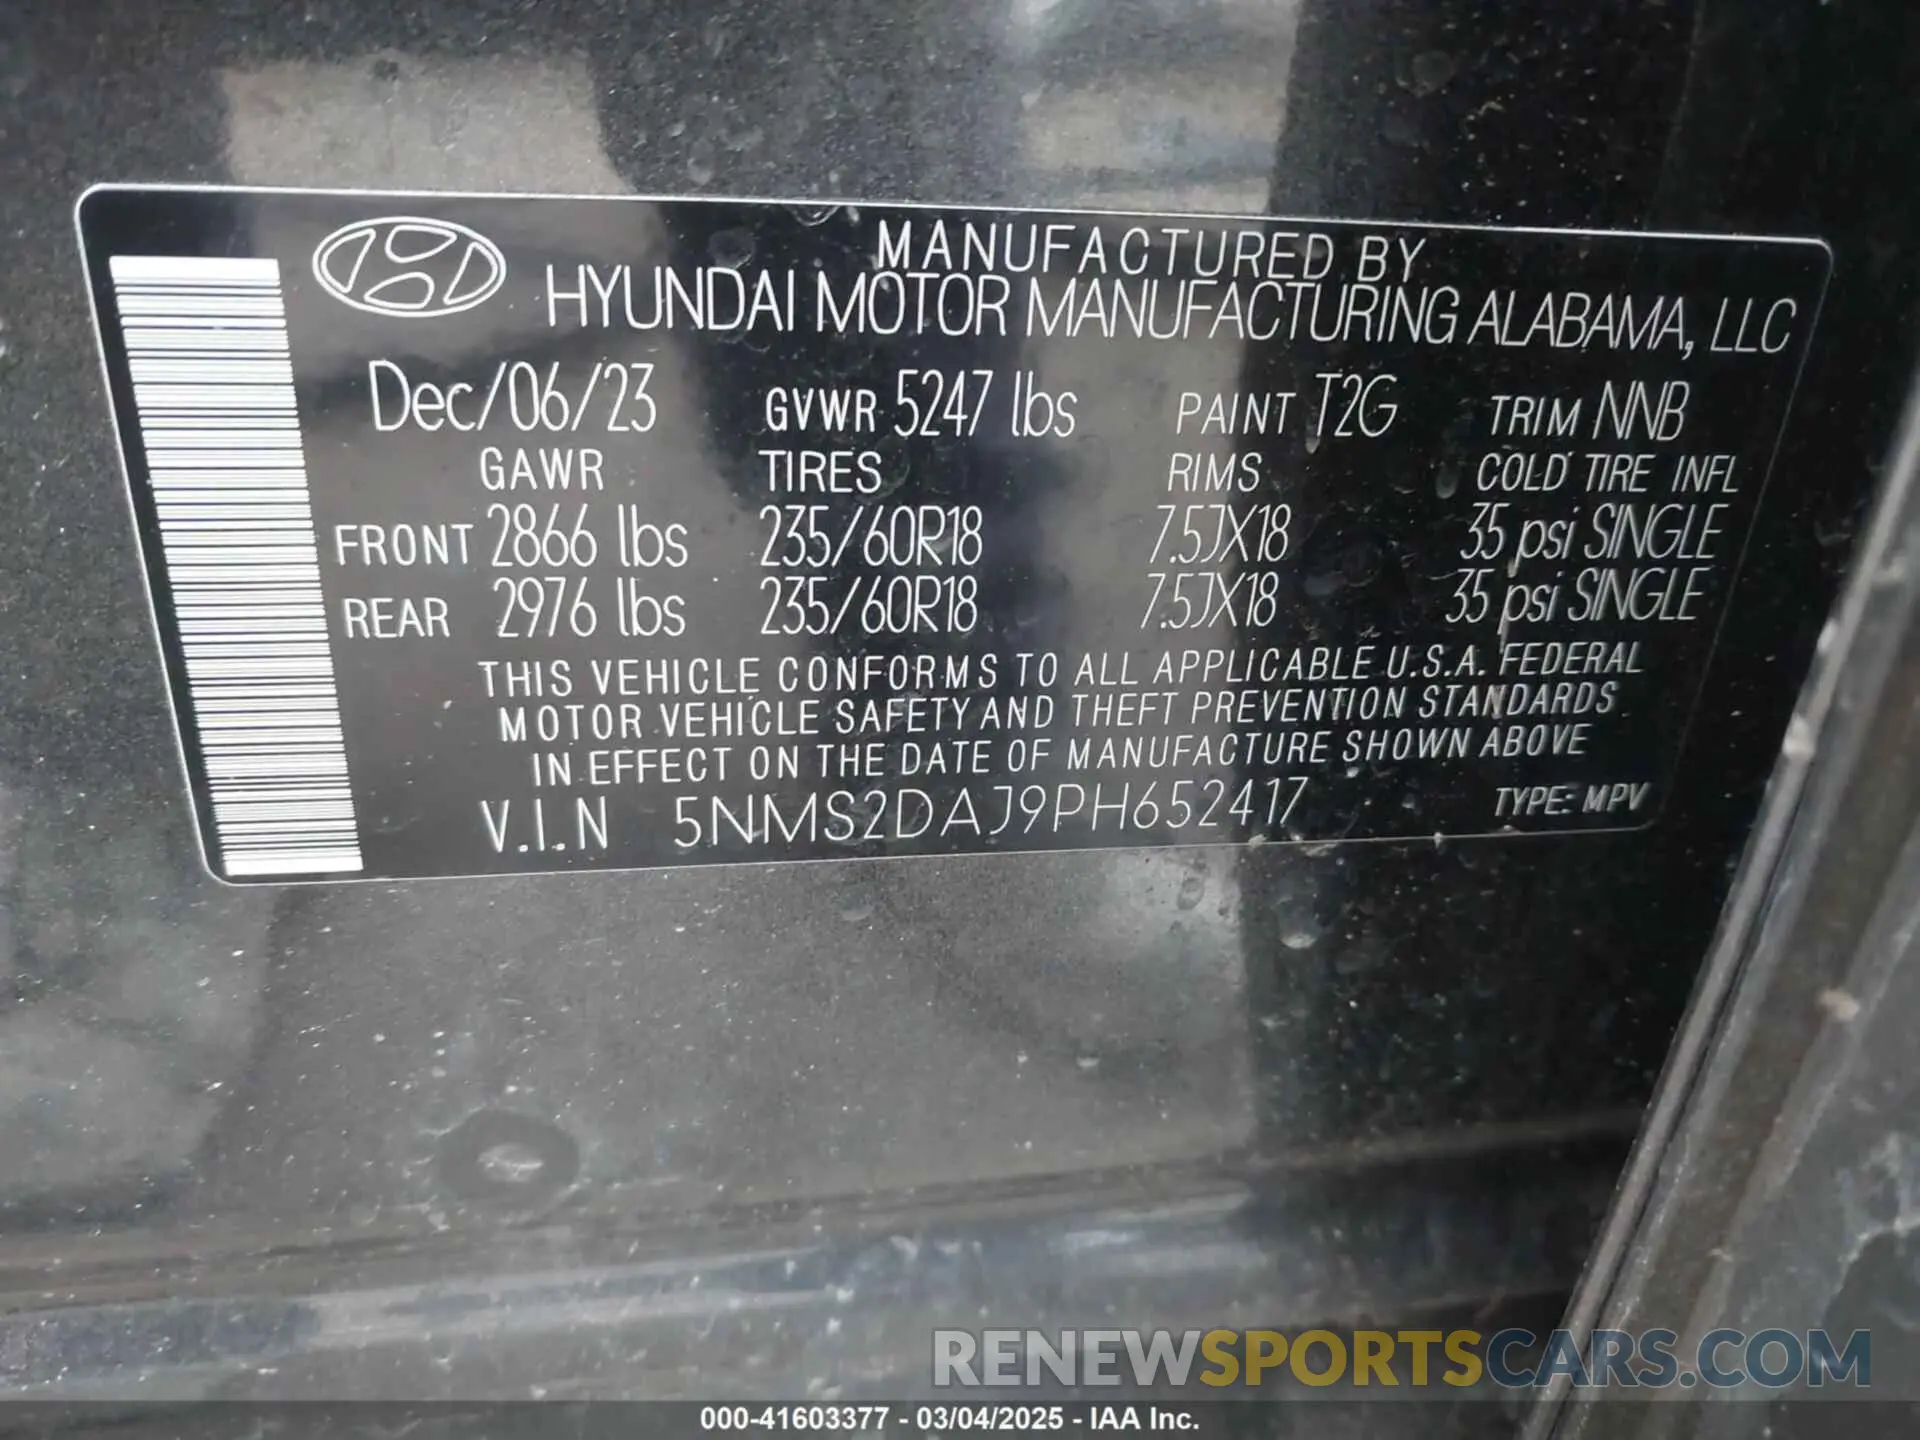 MANUFACTURED BY
HYUNDAI MOTOR MANUFACTURING ALABAMA, LLC
Dec/06/23 GVWR 5247 lbs PAINT T2G TRIM NNB
GAWR TIRES RIMS COLD TIRE INFL
FRONT 2866 lbs 235/60R18 7.5JX18 35 psi SINGLE
REAR 2976 lbs 235/60R18 7.5JX18 35 psi SINGLE
THIS VEHICLE CONFORMS TO ALL APPLICABLE U.S.A. FEDERAL
MOTOR VEHICLE SAFETY AND THEFT PREVENTION STANDARDS
IN EFFECT ON THE DATE OF MANUFACTURE SHOWN ABOVE
V.I.N 5NMS2DAJ9PH652417 TYPE: MPV
RENEWSPORTSCARS.COM
000-41603377 - 03/04/2025 - IAA Inc.